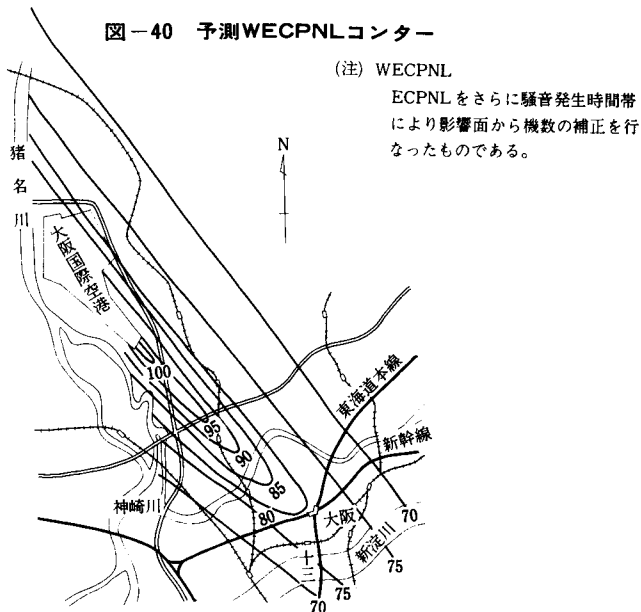 図－40 予測WECPNLコンター
(注) WECPNL
ECPNLをさらに騒音発生時間帯
により影響面から機数の補正を行
なったものである。
N
猪名川
大阪国際空港
100
95
90
85
80
東海道本線
新幹線
神崎川
大阪
新淀川
十三
70
75
75
70